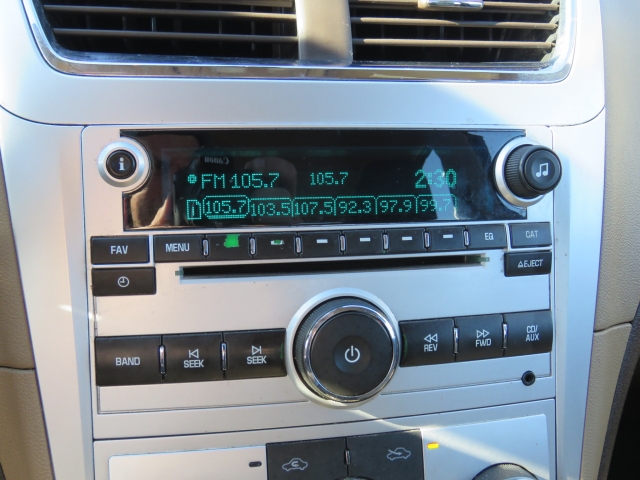 FM 105.7 105.7 2:30
105.7 103.5 107.5 92.3 97.9 99.7
FAV MENU EQ CAT
EJECT
BAND SEEK SEEK REV FWD CD/AUX
Canon